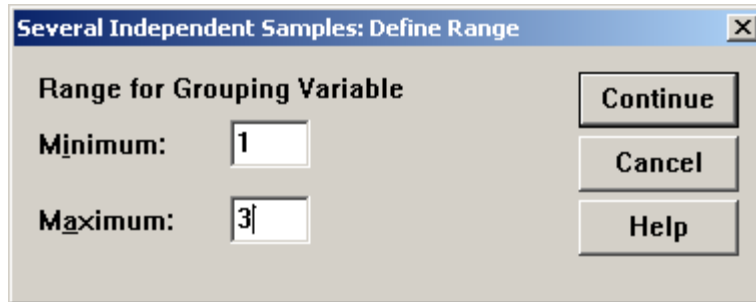 Several Independent Samples: Define Range
Range for Grouping Variable
Minimum: 1
Maximum: 3
Continue
Cancel
Help